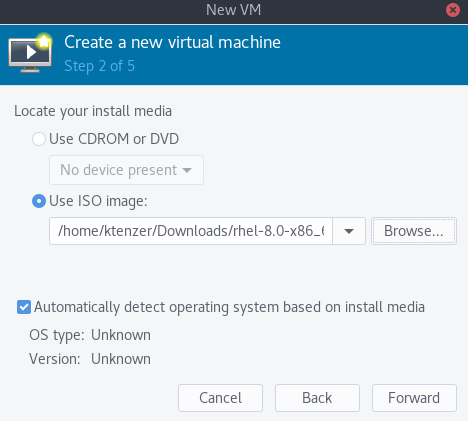 New VM
Create a new virtual machine
Step 2 of 5
Locate your install media
Use CDROM or DVD
No device present
Use ISO image:
/home/ktenzer/Downloads/rhel-8.0-x86_6
Browse...
Automatically detect operating system based on install media
OS type: Unknown
Version: Unknown
Cancel Back Forward